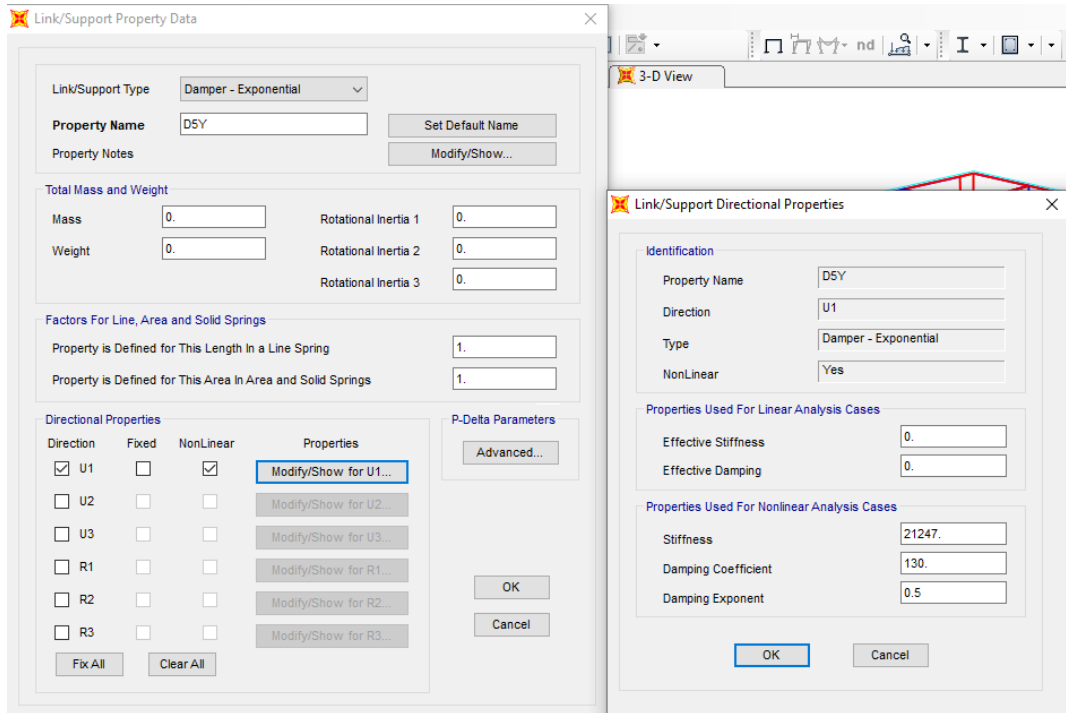 Link/Support Property Data
Link/Support Type Damper - Exponential
Property Name D5Y Set Default Name
Property Notes Modify/Show...
Total Mass and Weight
Mass 0. Rotational Inertia 1 0.
Weight 0. Rotational Inertia 2 0.
Rotational Inertia 3 0.
Factors For Line, Area and Solid Springs
Property is Defined for This Length In a Line Spring 1.
Property is Defined for This Area In Area and Solid Springs 1.
Directional Properties
Direction Fixed NonLinear Properties
U1 Modify/Show for U1...
U2 Modify/Show for U2...
U3 Modify/Show for U3...
R1 Modify/Show for R1...
R2 Modify/Show for R2...
R3 Modify/Show for R3...
Fix All Clear All
P-Delta Parameters
Advanced...
OK
Cancel
nd
3-D View
Link/Support Directional Properties
Identification
Property Name D5Y
Direction U1
Type Damper - Exponential
NonLinear Yes
Properties Used For Linear Analysis Cases
Effective Stiffness 0.
Effective Damping 0.
Properties Used For Nonlinear Analysis Cases
Stiffness 21247.
Damping Coefficient 130.
Damping Exponent 0.5
OK Cancel